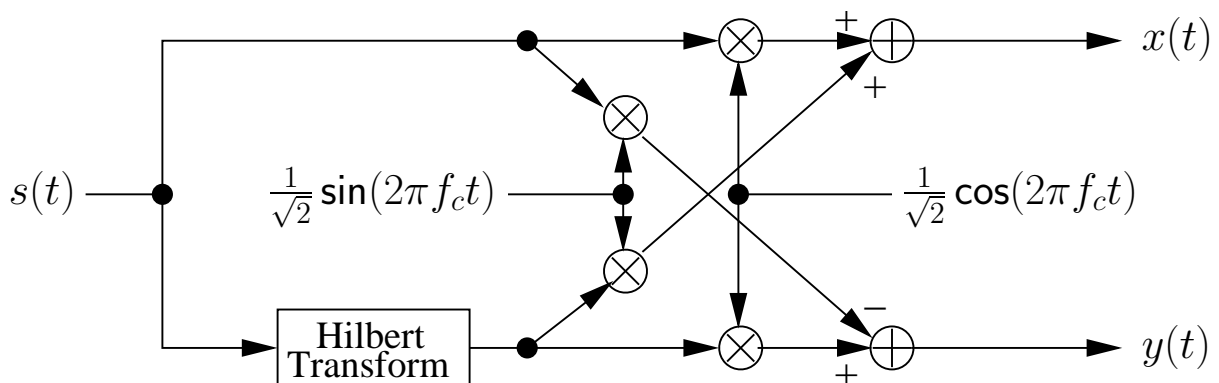 +
x(t)
+
s(t)
1/√2 sin(2πf_c t)
1/√2 cos(2πf_c t)
−
Hilbert
Transform
+
y(t)